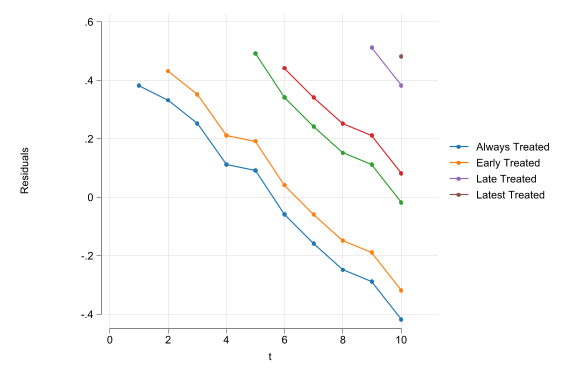 .6
.4
.2
0
-.2
-.4
Residuals
0 2 4 6 8 10
t
Always Treated
Early Treated
Late Treated
Latest Treated